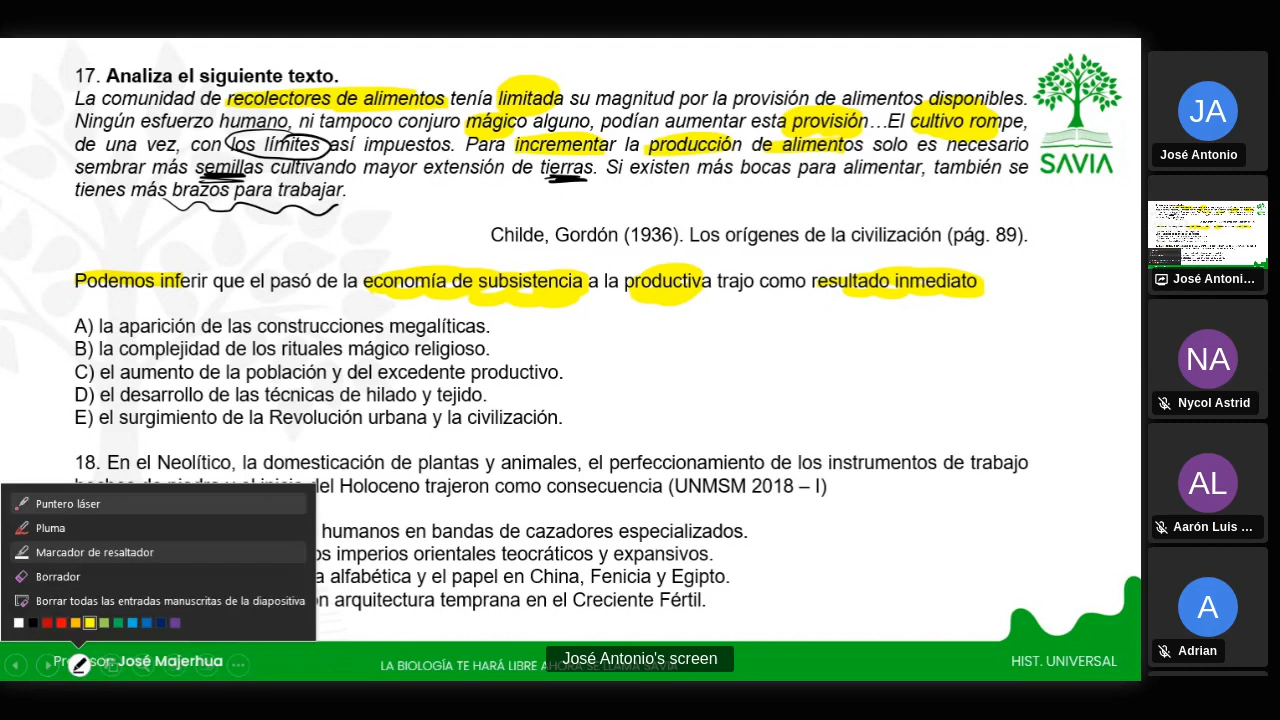 17. Analiza el siguiente texto.
La comunidad de recolectores de alimentos tenía limitada su magnitud por la provisión de alimentos disponibles.
Ningún esfuerzo humano, ni tampoco conjuro mágico alguno, podían aumentar esta provisión…El cultivo rompe,
de una vez, con los límites así impuestos. Para incrementar la producción de alimentos solo es necesario
sembrar más semillas cultivando mayor extensión de tierras. Si existen más bocas para alimentar, también se
tienes más brazos para trabajar.
Childe, Gordón (1936). Los orígenes de la civilización (pág. 89).
Podemos inferir que el pasó de la economía de subsistencia a la productiva trajo como resultado inmediato
A) la aparición de las construcciones megalíticas.
B) la complejidad de los rituales mágico religioso.
C) el aumento de la población y del excedente productivo.
D) el desarrollo de las técnicas de hilado y tejido.
E) el surgimiento de la Revolución urbana y la civilización.
18. En el Neolítico, la domesticación de plantas y animales, el perfeccionamiento de los instrumentos de trabajo
del Holoceno trajeron como consecuencia (UNMSM 2018 – I)
humanos en bandas de cazadores especializados.
imperios orientales teocráticos y expansivos.
alfabética y el papel en China, Fenicia y Egipto.
arquitectura temprana en el Creciente Fértil.
Puntero láser
Pluma
Marcador de resaltador
Borrador
Borrar todas las entradas manuscritas de la diapositiva
José Majerhua
LA BIOLOGÍA TE HARÁ LIBRE AHORA SE LLAMA SAVIA
José Antonio's screen
HIST. UNIVERSAL
SAVIA
JA
José Antonio
José Antoni...
NA
Nycol Astrid
AL
Aarón Luis ...
A
Adrian